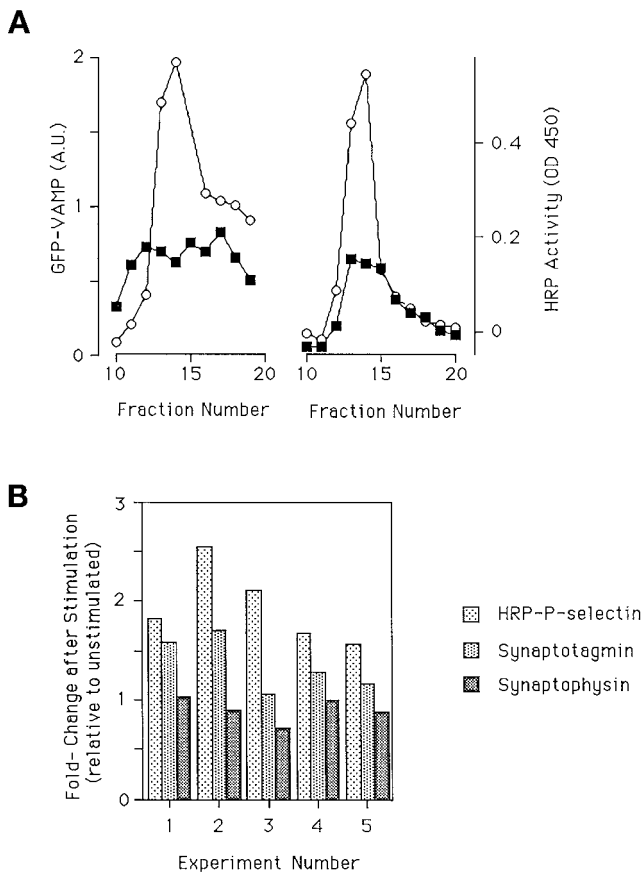 A
2
1
0
GFP-VAMP (A.U.)
10 15 20
Fraction Number
10 15 20
Fraction Number
0.4
0.2
0
HRP Activity (OD 450)
B
3
2
1
0
Fold- Change after Stimulation
(relative to unstimulated)
1 2 3 4 5
Experiment Number
HRP-P-selectin
Synaptotagmin
Synaptophysin